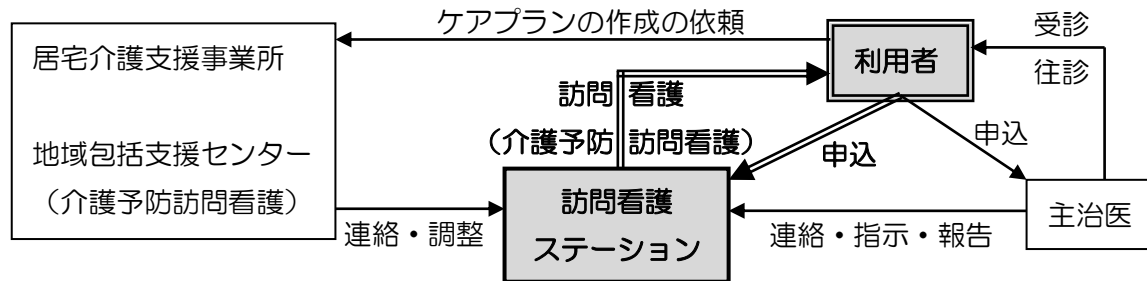 ケアプランの作成の依頼
居宅介護支援事業所
地域包括支援センター
（介護予防訪問看護）
利用者
受診
往診
訪問看護
（介護予防訪問看護）
申込
申込
訪問看護
ステーション
主治医
連絡・調整
連絡・指示・報告